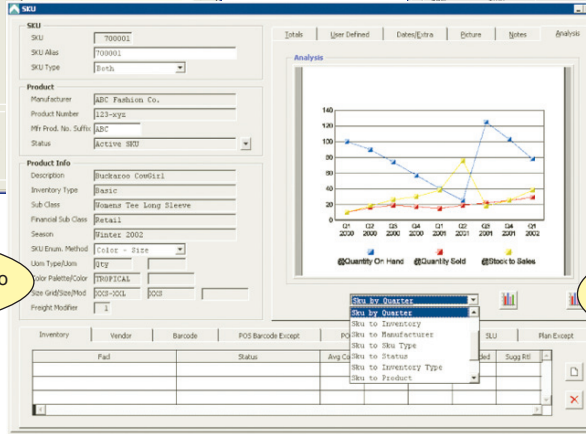 SKU
SKU
SKU 700001
SKU Alias 700001
SKU Type Both
Product
Manufacturer ABC Fashion Co.
Product Number 123-xyz
Mfr Prod. No. Suffix ABC
Status Active SKU
Product Info
Description Buckaroo CowGirl
Inventory Type Basic
Sub Class Womens Tee Long Sleeve
Financial Sub Class Retail
Season Winter 2002
SKU Enum. Method Color - Size
Uom Type/Uom Qty
Color Palette/Color TROPICAL
Size Grid/Size/Mod XXS-XXL XXS
Freight Modifier 1
Totals User Defined Dates/Extra Picture Notes Analysis
Analysis
140
120
100
80
60
40
20
0
Q1 2000 Q2 2000 Q3 2000 Q4 2000 Q1 2001 Q2 2001 Q3 2001 Q4 2001 Q1 2002
@Quantity On Hand @Quantity Sold @Stock to Sales
Sku by Quarter
Sku by Quarter
Sku to Inventory
Sku to Manufacturer
Sku to Sku Type
Sku to Status
Sku to Inventory Type
Sku to Product
Inventory Vendor Barcode POS Barcode Except PO SLU Plan Except
Pad Status Avg Co ded Sugg Rtl